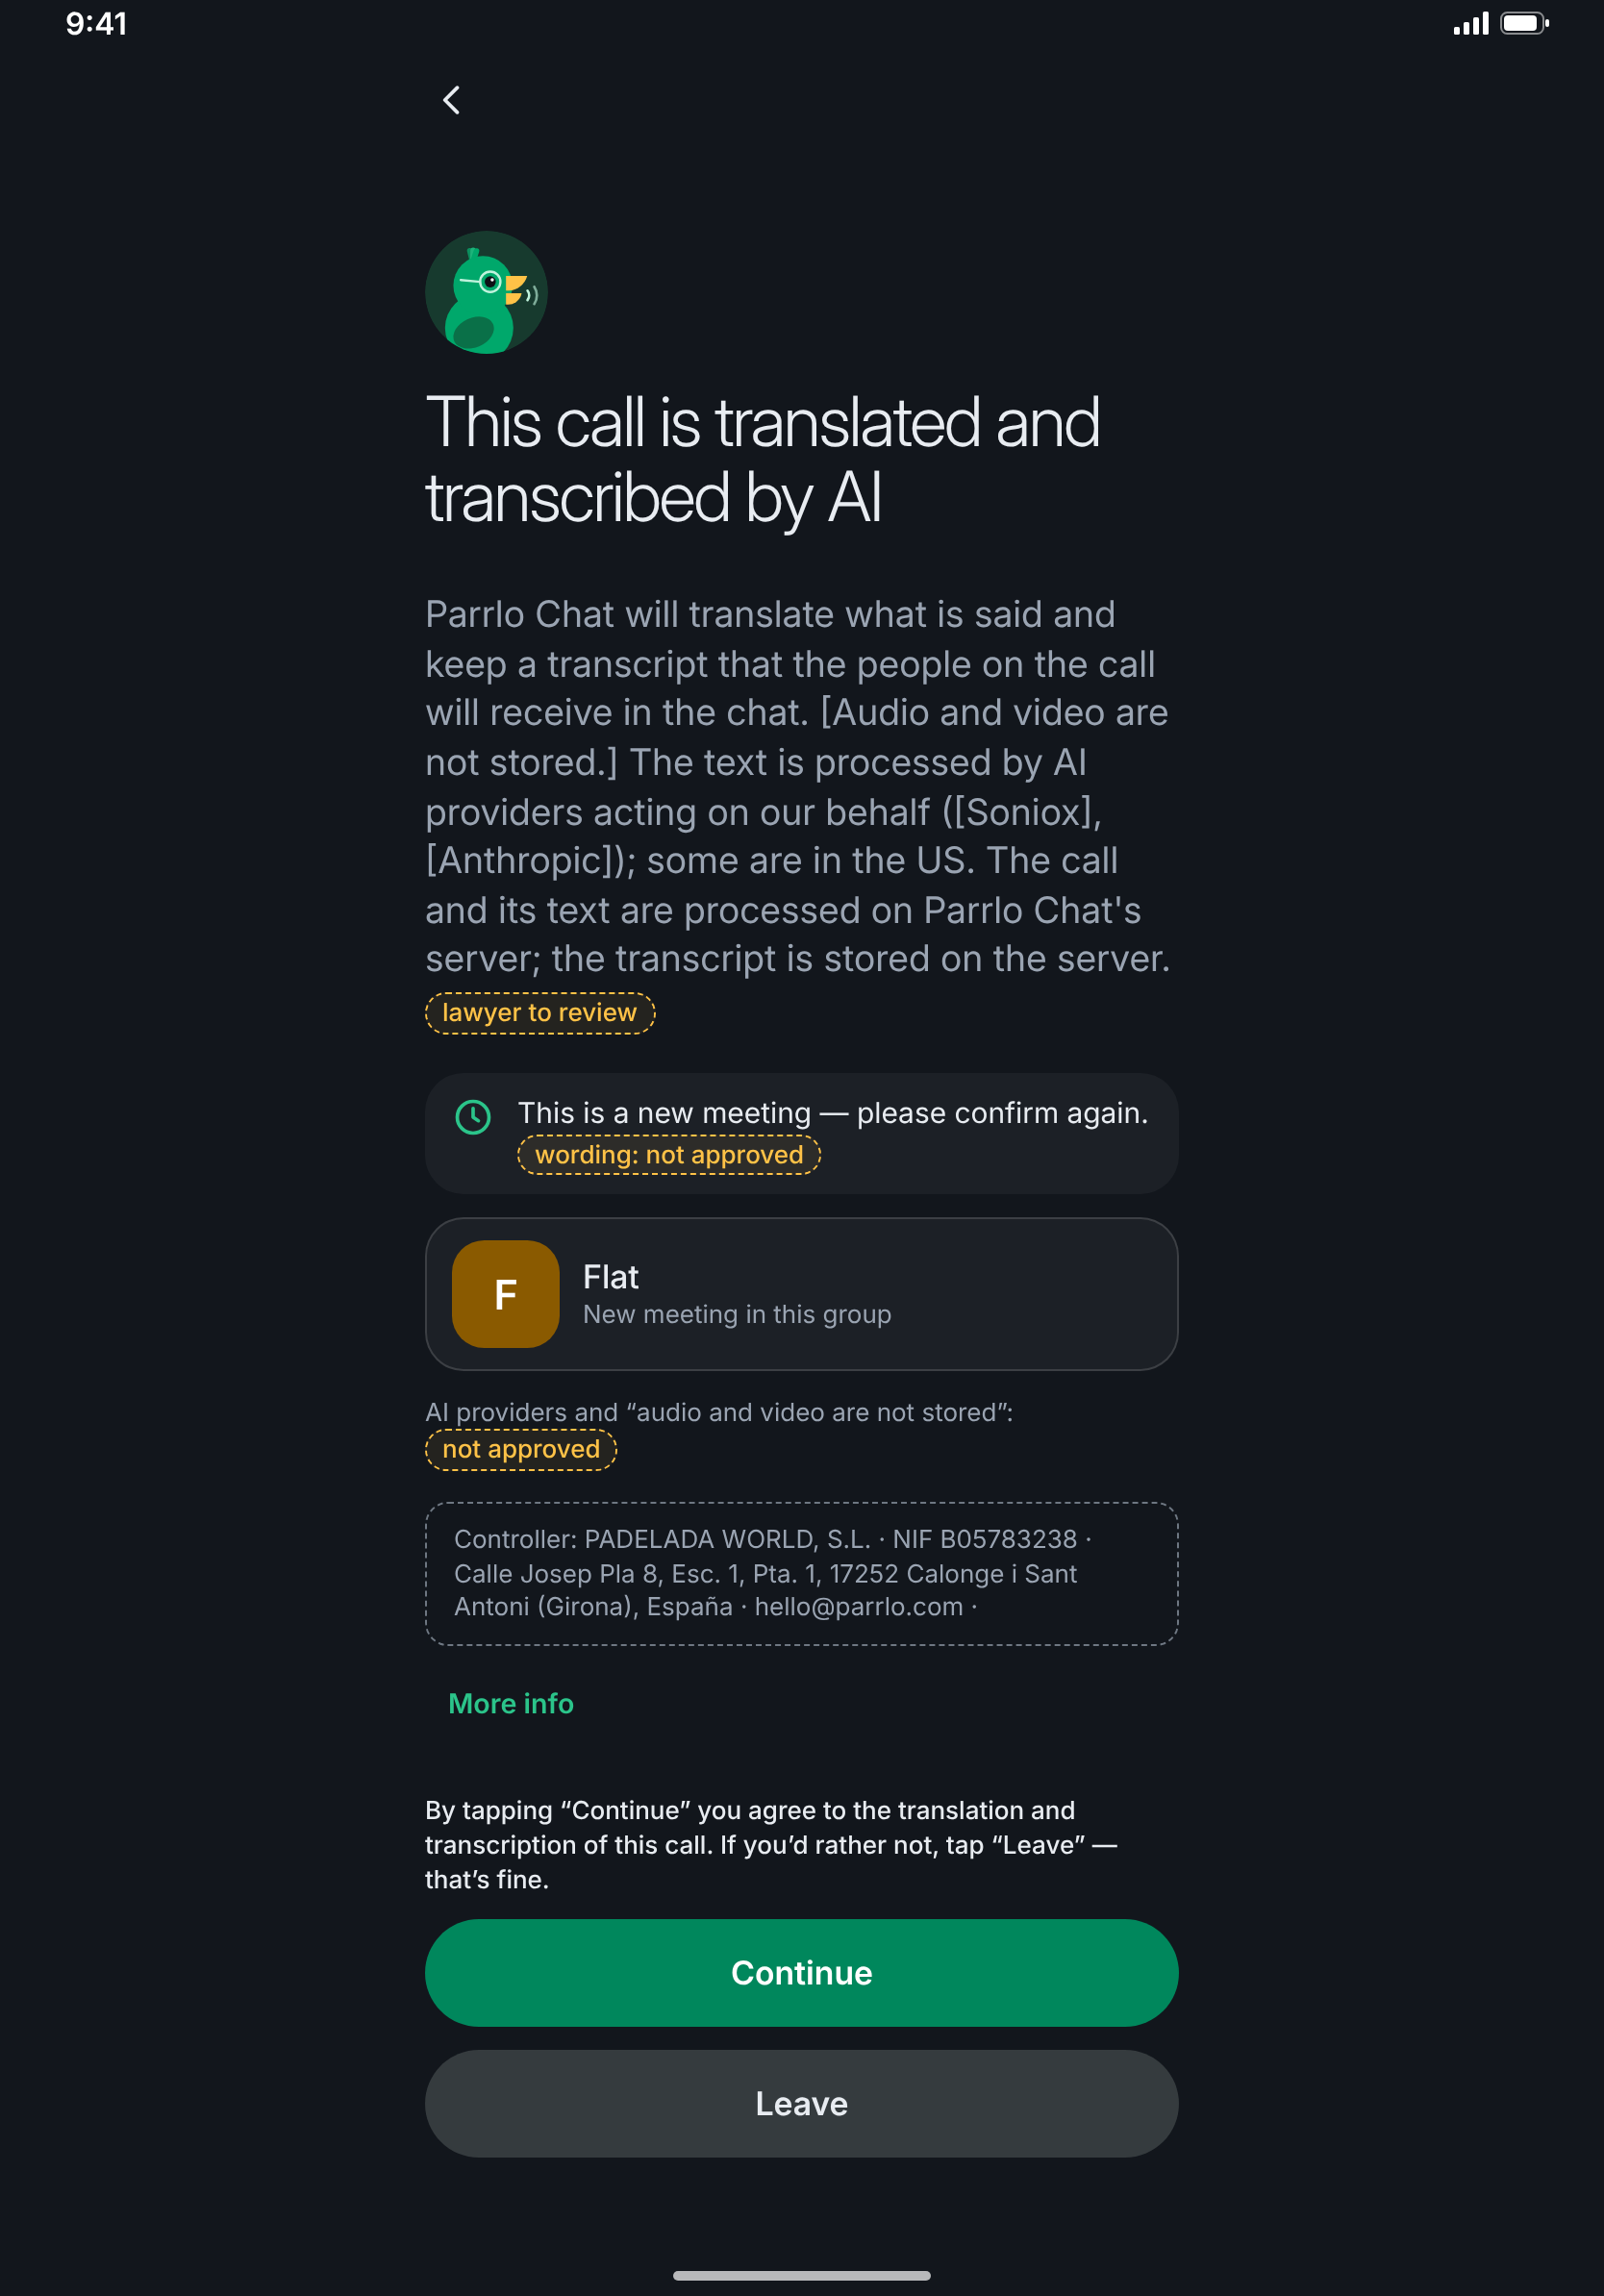 9:41
This call is translated and
transcribed by AI
Parrlo Chat will translate what is said and
keep a transcript that the people on the call
will receive in the chat. [Audio and video are
not stored.] The text is processed by AI
providers acting on our behalf ([Soniox],
[Anthropic]); some are in the US. The call
and its text are processed on Parrlo Chat's
server; the transcript is stored on the server.
lawyer to review
This is a new meeting — please confirm again.
wording: not approved
F
Flat
New meeting in this group
AI providers and “audio and video are not stored”:
not approved
Controller: PADELADA WORLD, S.L. · NIF B05783238 ·
Calle Josep Pla 8, Esc. 1, Pta. 1, 17252 Calonge i Sant
Antoni (Girona), España · hello@parrlo.com ·
More info
By tapping “Continue” you agree to the translation and
transcription of this call. If you’d rather not, tap “Leave” —
that’s fine.
Continue
Leave